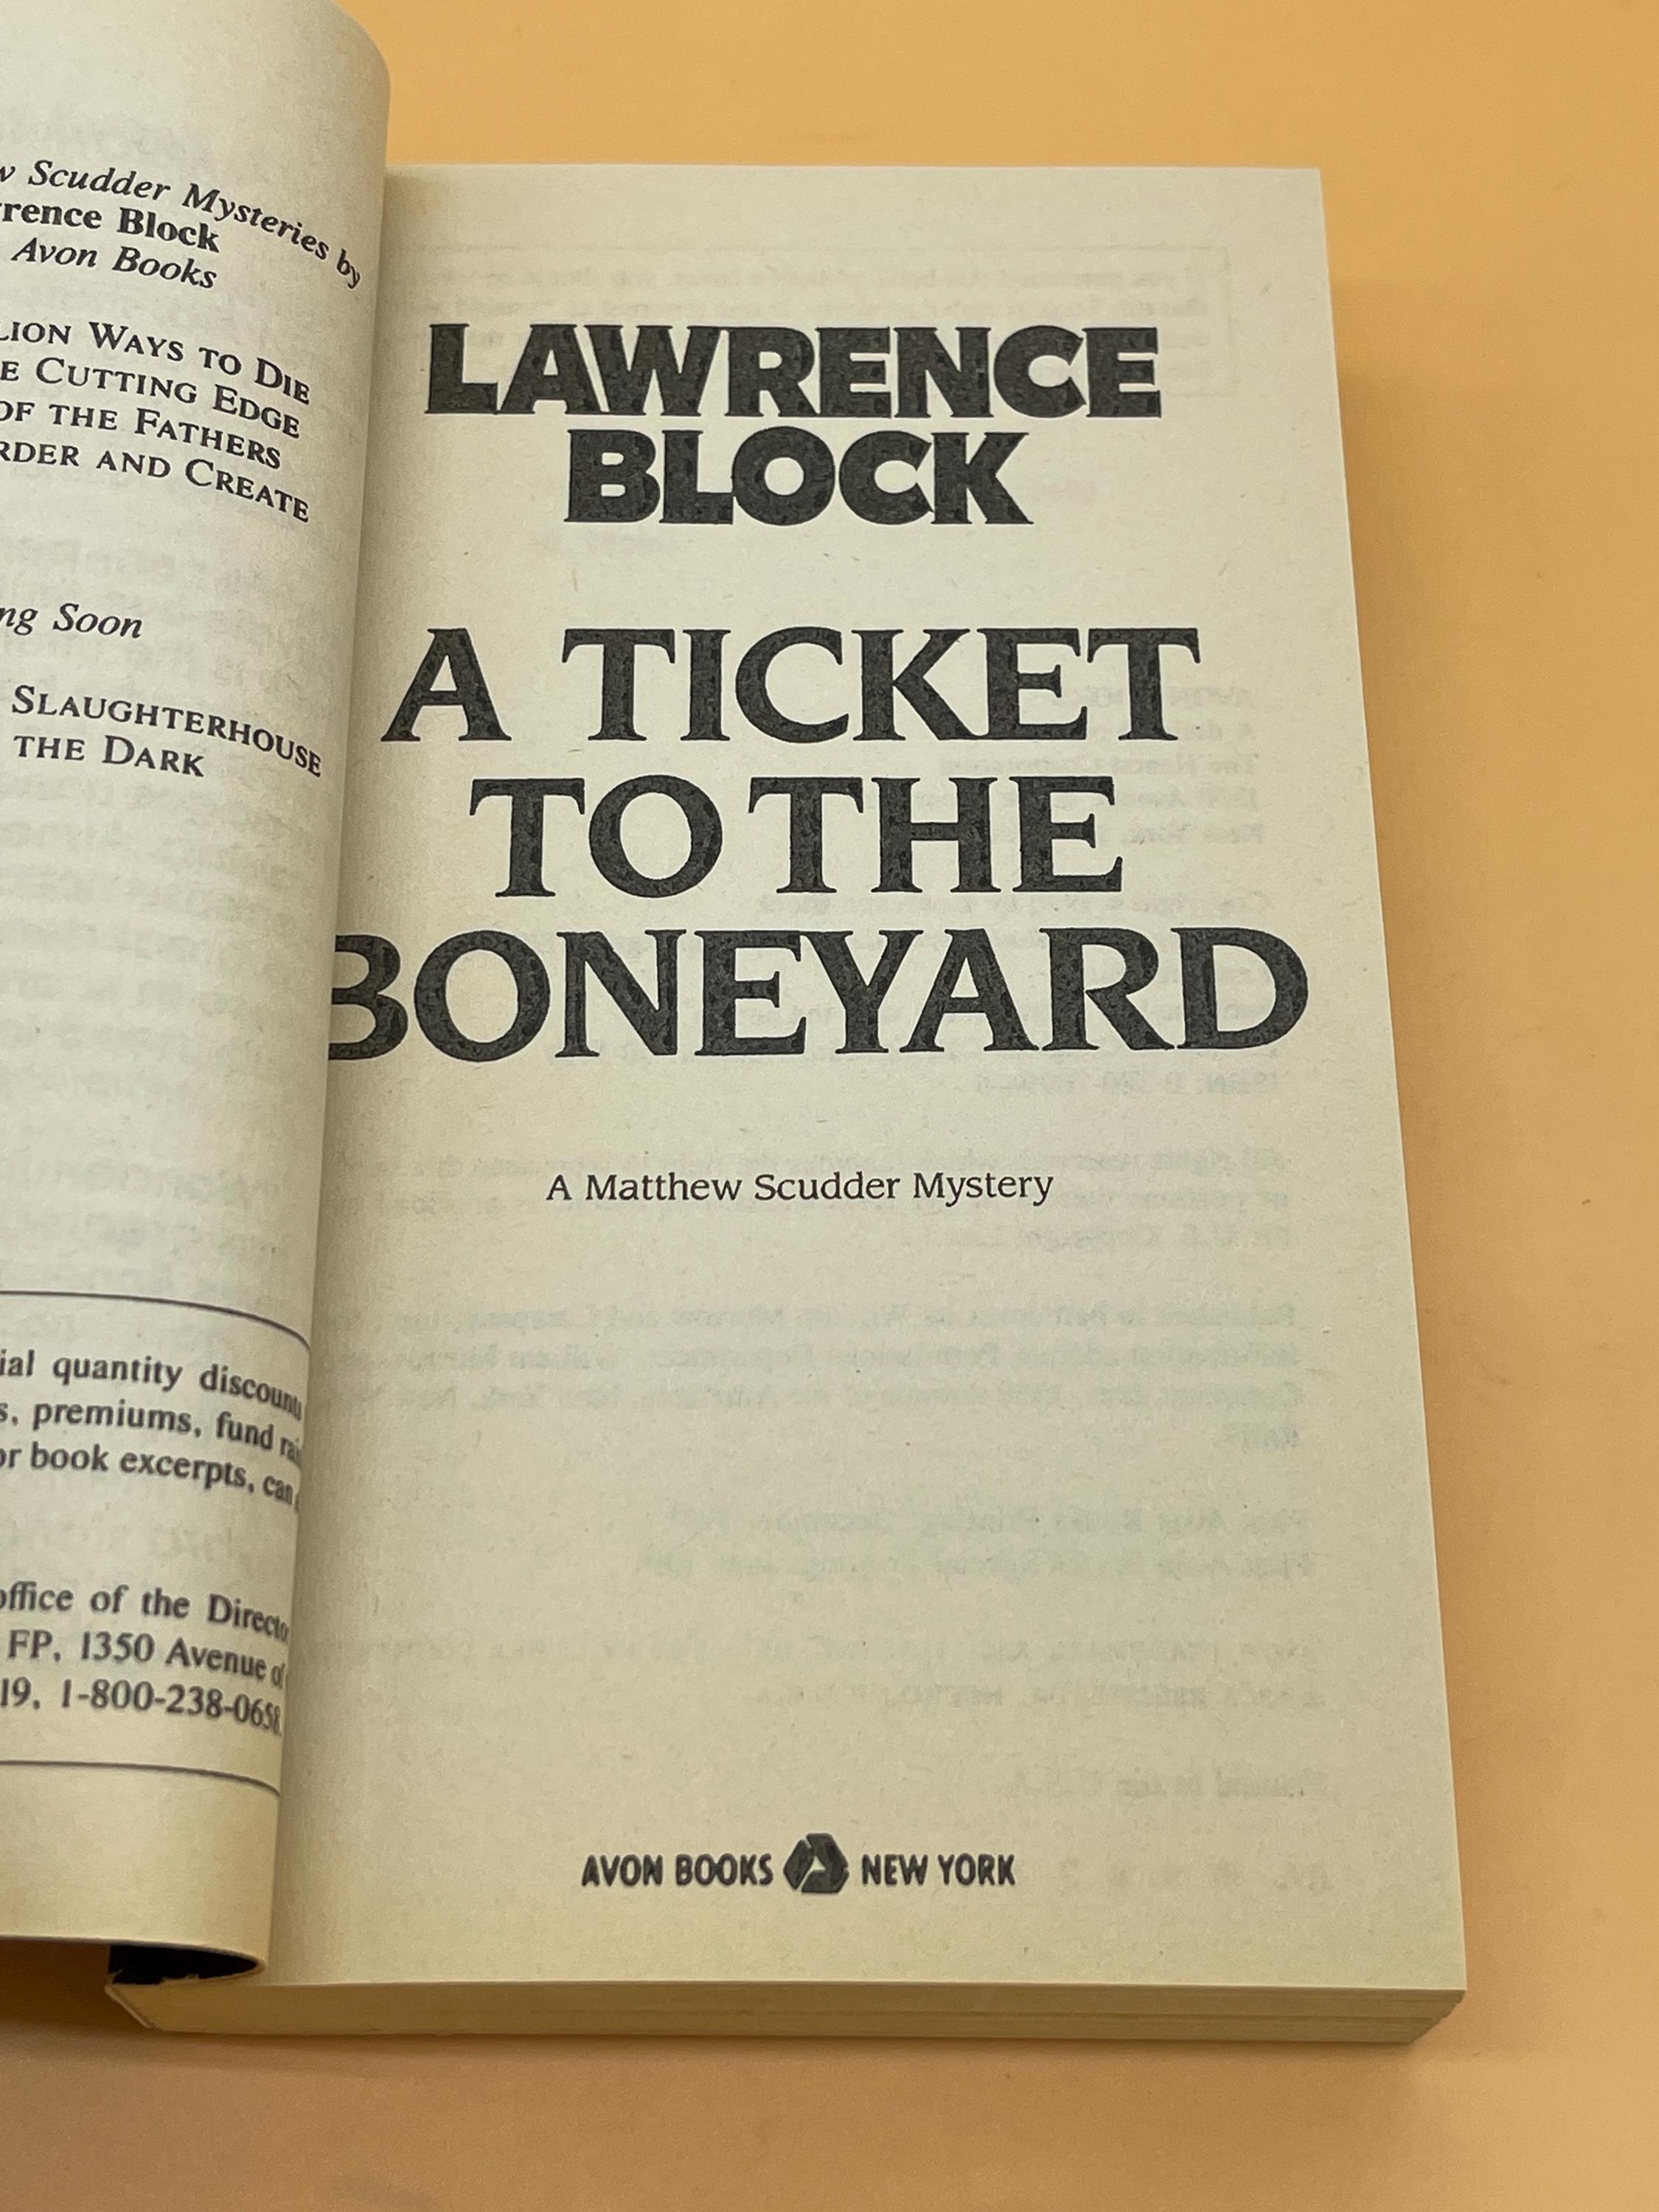 Scudder Mysteries by
rence Block
Avon Books
LION WAYS TO DIE
E CUTTING EDGE
OF THE FATHERS
RDER AND CREATE
ng Soon
SLAUGHTERHOUSE
THE DARK
ial quantity discounts
s, premiums, fund rai
or book excerpts, can
office of the Directo
FP, 1350 Avenue of
19, 1-800-238-0658.
LAWRENCE
BLOCK
A TICKET
TO THE
BONEYARD
A Matthew Scudder Mystery
AVON BOOKS NEW YORK